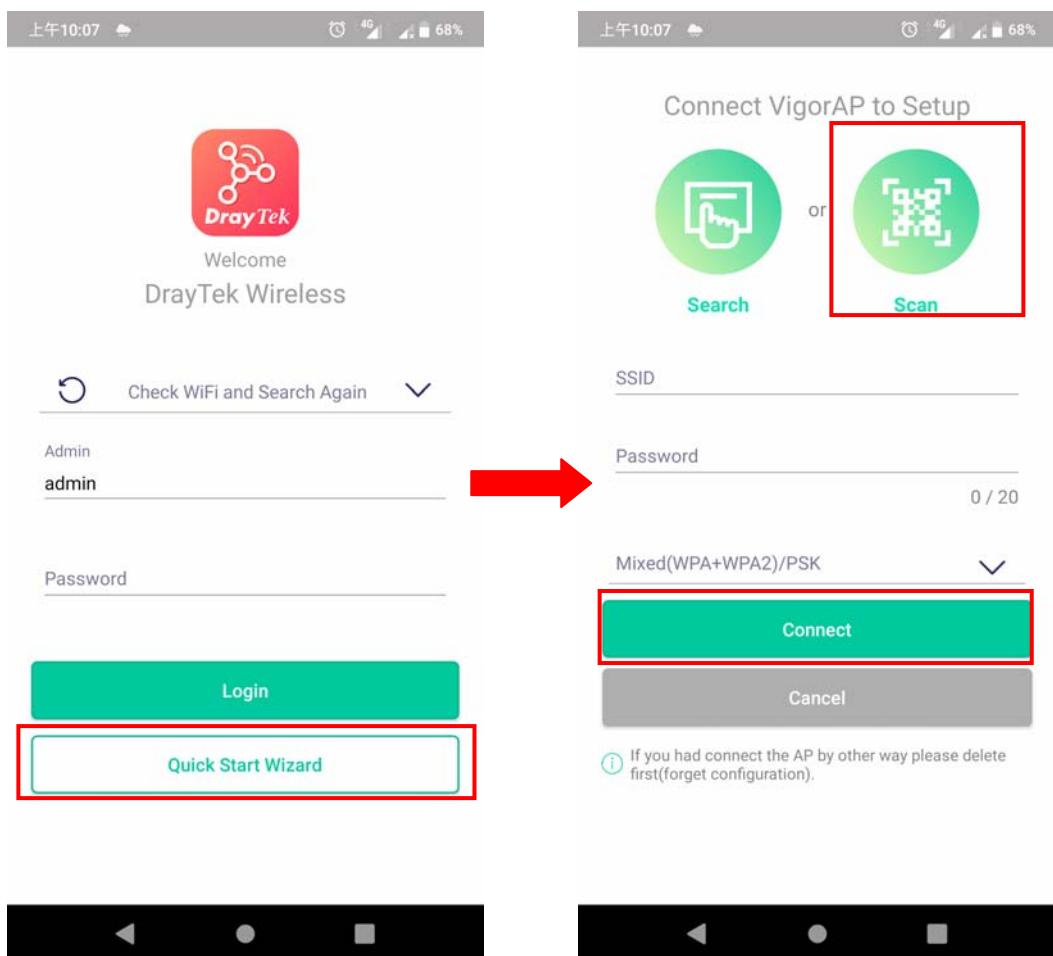 上午10:07
4G
68%
DrayTek
Welcome
DrayTek Wireless
Check WiFi and Search Again
Admin
admin
Password
Login
Quick Start Wizard
上午10:07
4G
68%
Connect VigorAP to Setup
or
Search
Scan
SSID
Password
0 / 20
Mixed(WPA+WPA2)/PSK
Connect
Cancel
If you had connect the AP by other way please delete
first(forget configuration).